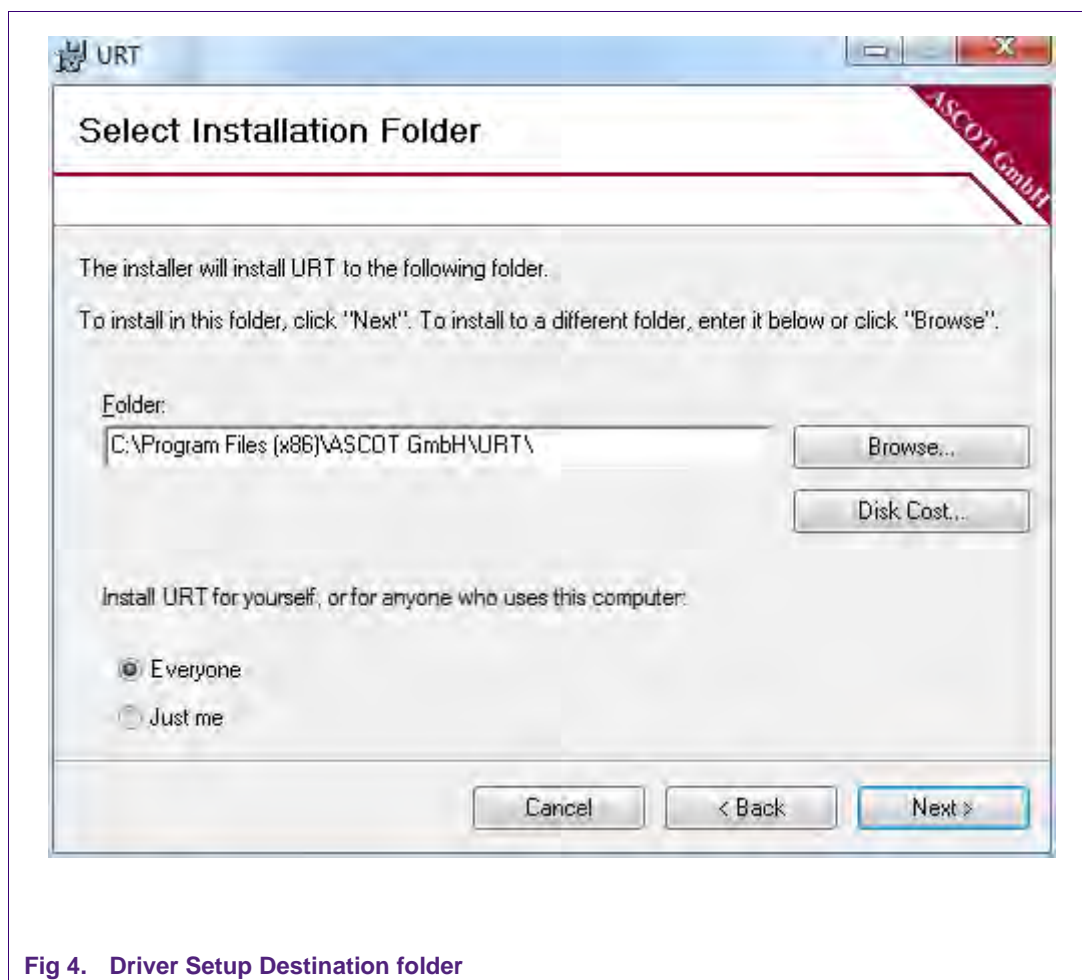 URT
Select Installation Folder
ASCOT GmbH
The installer will install URT to the following folder.
To install in this folder, click "Next". To install to a different folder, enter it below or click "Browse".
Folder:
C:\Program Files (x86)\ASCOT GmbH\URT\
Browse...
Disk Cost...
Install URT for yourself, or for anyone who uses this computer:
Everyone
Just me
Cancel
< Back
Next >
Fig 4. Driver Setup Destination folder